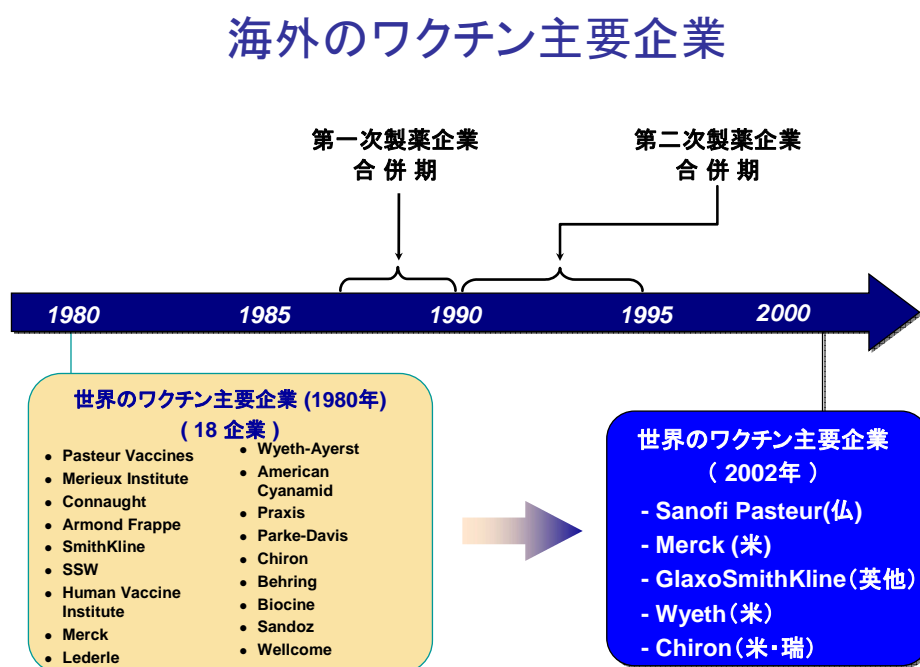 海外のワクチン主要企業
第一次製薬企業
合 併 期
第二次製薬企業
合 併 期
1980
1985
1990
1995
2000
世界のワクチン主要企業 (1980年)
( 18 企業 )
• Pasteur Vaccines
• Merieux Institute
• Connaught
• Armond Frappe
• SmithKline
• SSW
• Human Vaccine
Institute
• Merck
• Lederle
• Wyeth-Ayerst
• American
Cyanamid
• Praxis
• Parke-Davis
• Chiron
• Behring
• Biocine
• Sandoz
• Wellcome
世界のワクチン主要企業
（ 2002年 ）
- Sanofi Pasteur(仏)
- Merck (米)
- GlaxoSmithKline（英他）
- Wyeth（米）
- Chiron（米・瑞）